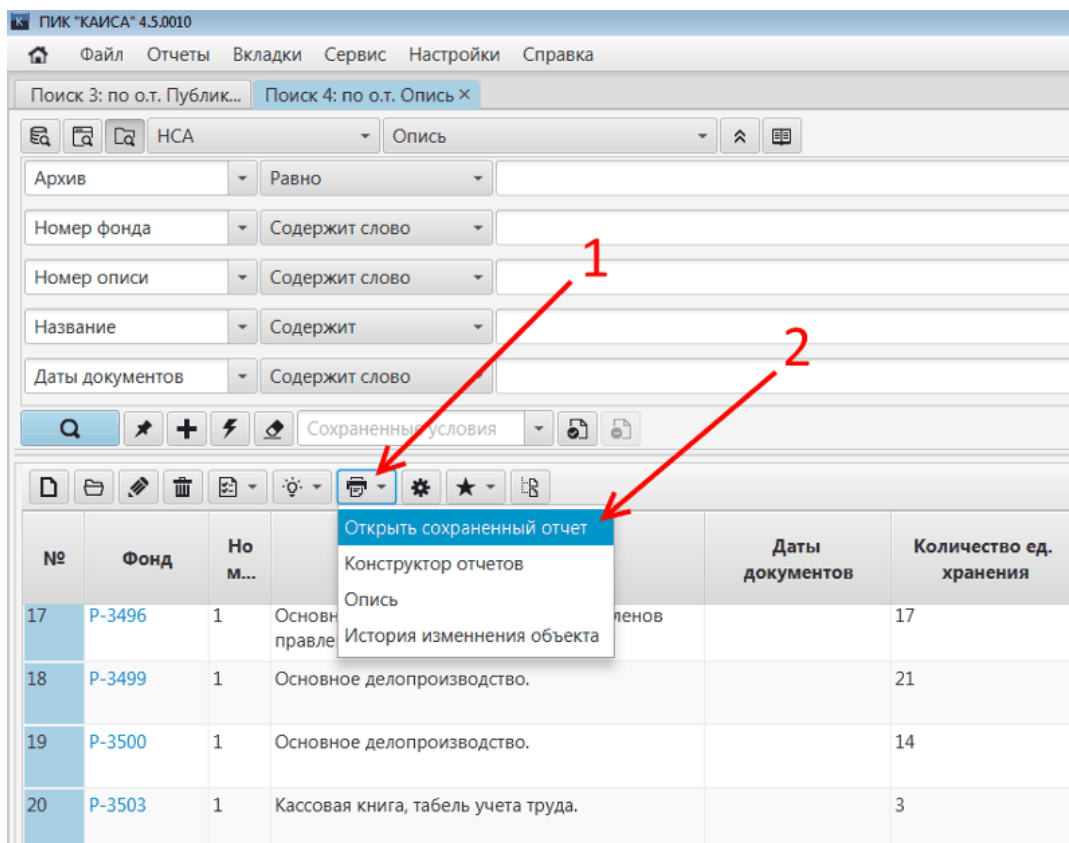 К ПИК "КАИСА" 4.5.0010
Файл Отчеты Вкладки Сервис Настройки Справка
Поиск 3: по о.т. Публик... Поиск 4: по о.т. Опись ×
НСА Опись
Архив Равно
Номер фонда Содержит слово
1
Номер описи Содержит слово
Название Содержит
2
Даты документов Содержит слово
Сохраненные условия
Открыть сохраненный отчет
Конструктор отчетов
Опись
История изменнения объекта
№ Фонд Но м... Даты документов Количество ед. хранения
17 Р-3496 1 Основн ленов 17
правле
18 Р-3499 1 Основное делопроизводство. 21
19 Р-3500 1 Основное делопроизводство. 14
20 Р-3503 1 Кассовая книга, табель учета труда. 3